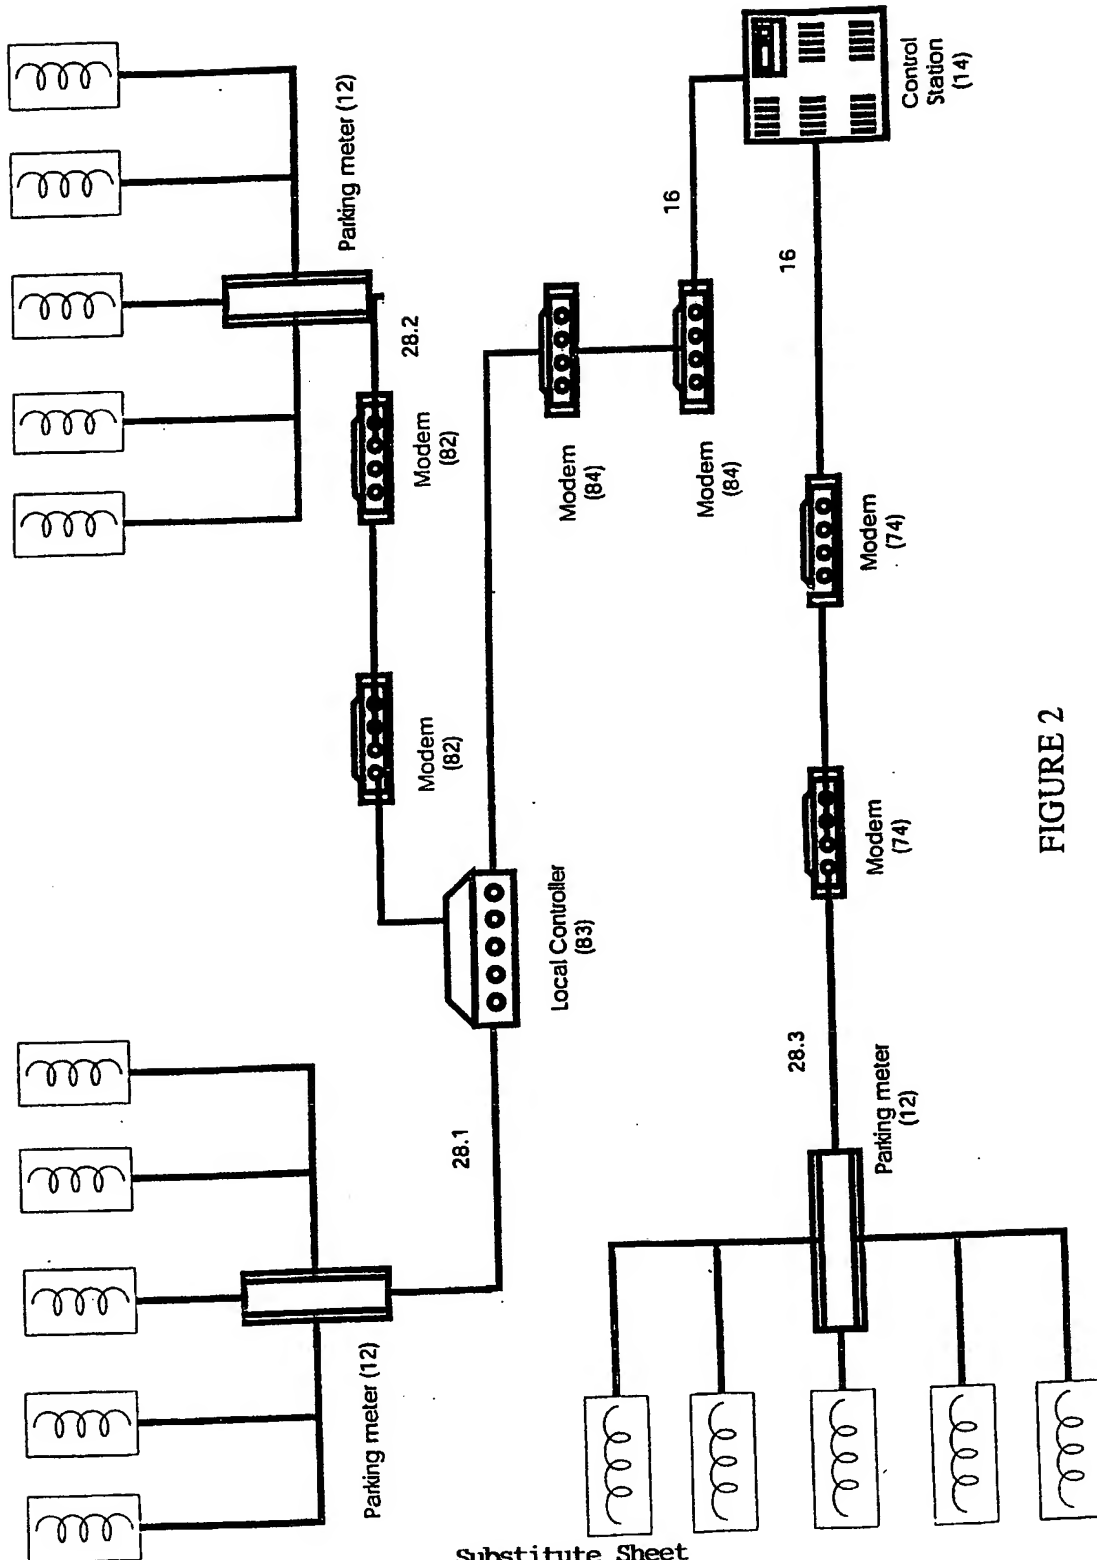 Parking meter (12)
28.2
Modem
(82)
Modem
(82)
16
Control
Station
(14)
16
Modem
(84)
Modem
(84)
Modem
(74)
Modem
(74)
Local Controller
(83)
28.1
Parking meter (12)
28.3
Parking meter
(12)
FIGURE 2
Substitute Sheet